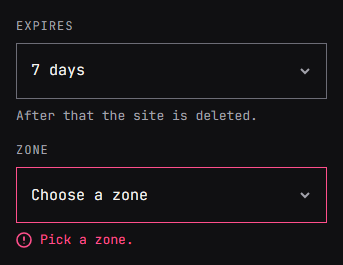 EXPIRES
7 days
After that the site is deleted.
ZONE
Choose a zone
Pick a zone.